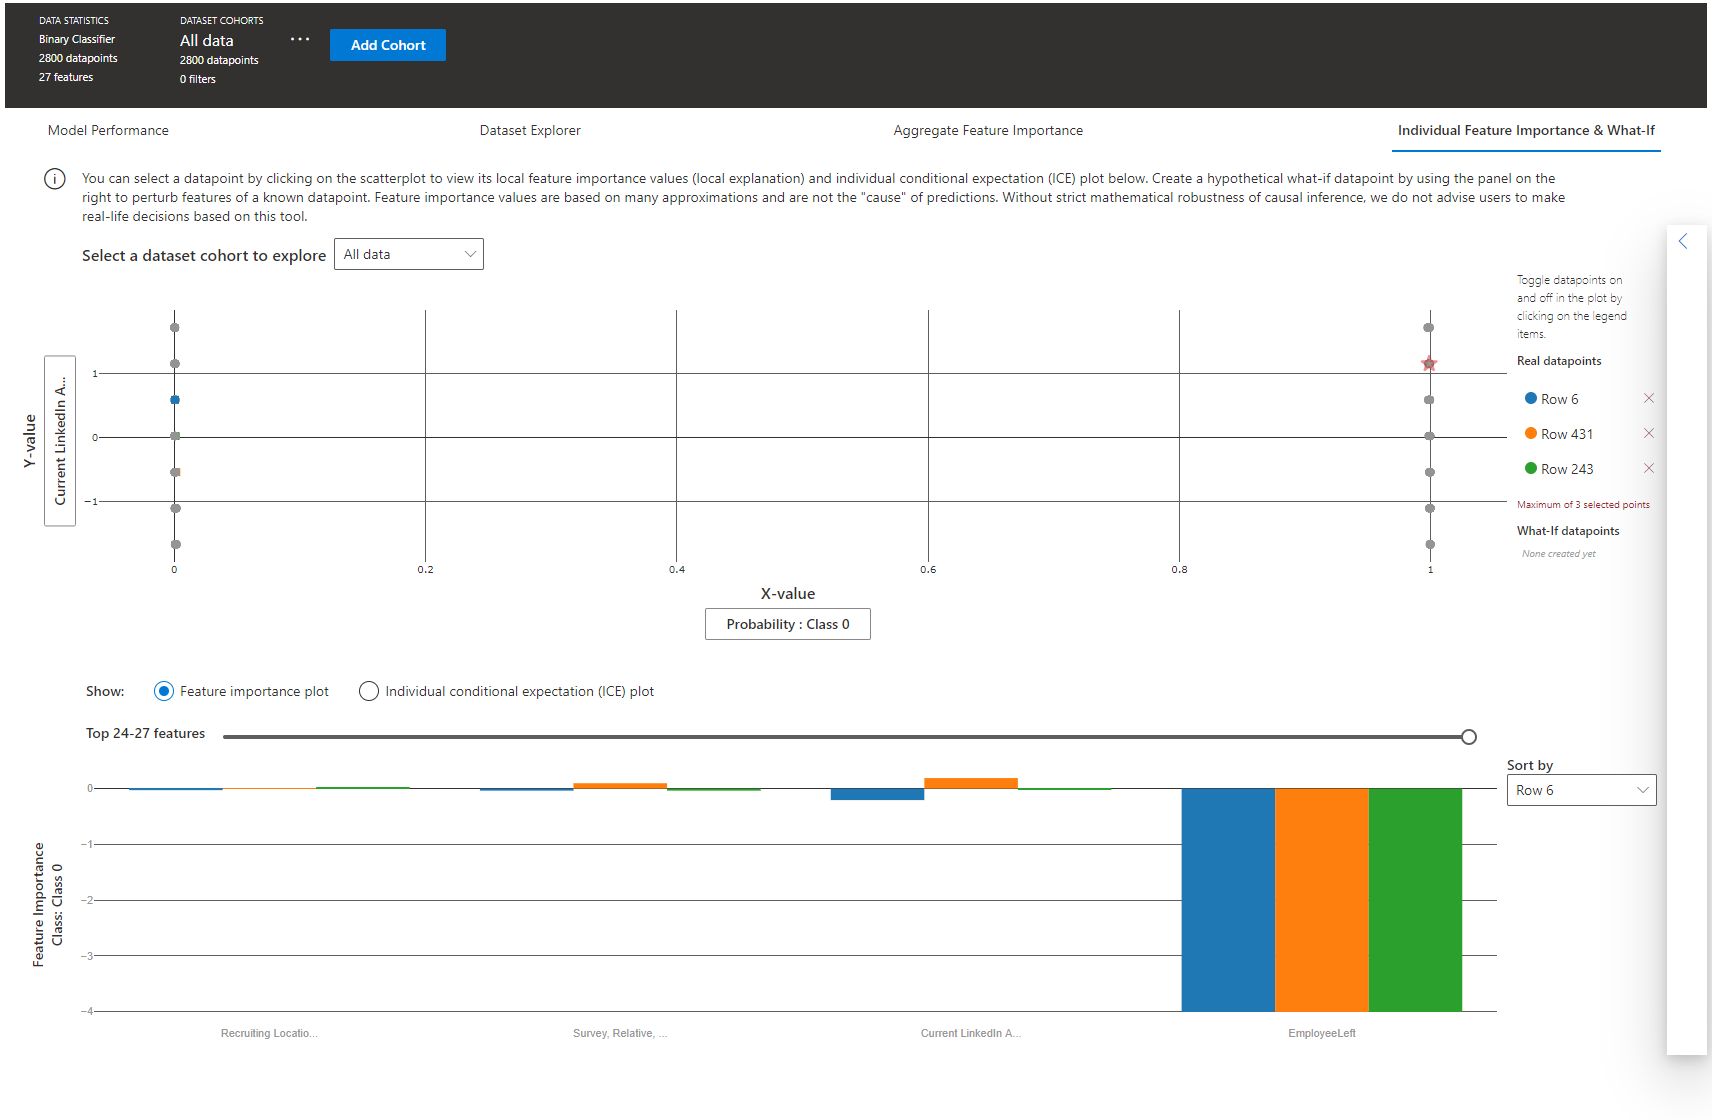 DATA STATISTICS
Binary Classifier
2800 datapoints
27 features
DATASET COHORTS
All data
2800 datapoints
0 filters
...
Add Cohort
Model Performance
Dataset Explorer
Aggregate Feature Importance
Individual Feature Importance & What-If
You can select a datapoint by clicking on the scatterplot to view its local feature importance values (local explanation) and individual conditional expectation (ICE) plot below. Create a hypothetical what-if datapoint by using the panel on the
right to perturb features of a known datapoint. Feature importance values are based on many approximations and are not the "cause" of predictions. Without strict mathematical robustness of causal inference, we do not advise users to make
real-life decisions based on this tool.
Select a dataset cohort to explore
All data
Y-value
Current LinkedIn A...
1
0
−1
0
0.2
0.4
0.6
0.8
1
X-value
Probability : Class 0
Toggle datapoints on
and off in the plot by
clicking on the legend
items.
Real datapoints
Row 6
Row 431
Row 243
Maximum of 3 selected points
What-If datapoints
None created yet
Show:
Feature importance plot
Individual conditional expectation (ICE) plot
Top 24-27 features
Sort by
Row 6
Feature Importance
Class: Class 0
0
−1
−2
−3
−4
Recruiting Locatio...
Survey, Relative, ...
Current LinkedIn A...
EmployeeLeft